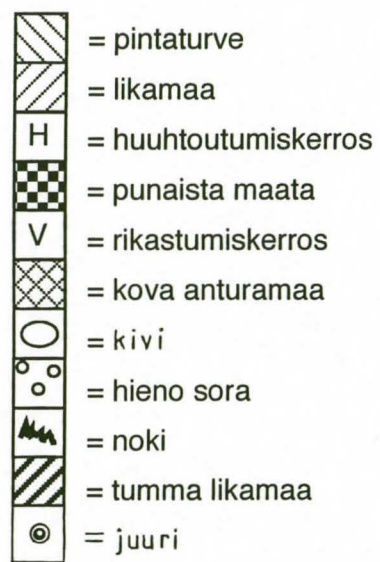 = pintaturve
= likamaa
H = huuhtoutumiskerros
= punaista maata
V = rikastumiskerros
= kova anturamaa
= kivi
= hieno sora
= noki
= tumma likamaa
= juuri